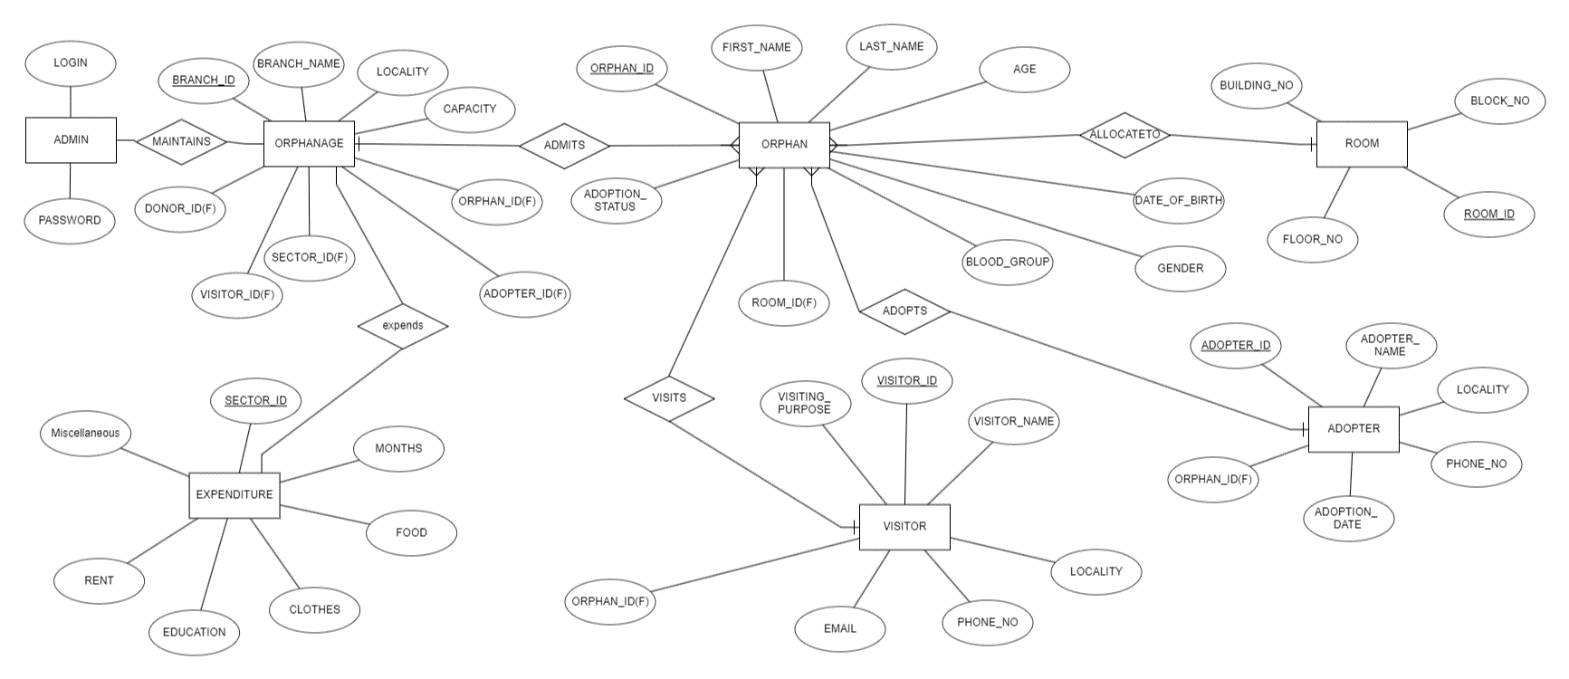 FIRST_NAME
LAST_NAME
LOGIN
BRANCH_NAME
BRANCH_ID
LOCALITY
ORPHAN_ID
AGE
BUILDING_NO
BLOCK_NO
CAPACITY
ADMIN
MAINTAINS
ORPHANAGE
ADMITS
ORPHAN
ALLOCATETO
ROOM
DONOR_ID(F)
ORPHAN_ID(F)
ADOPTION_
STATUS
DATE_OF_BIRTH
ROOM_ID
PASSWORD
FLOOR_NO
SECTOR_ID(F)
BLOOD_GROUP
GENDER
VISITOR_ID(F)
ADOPTER_ID(F)
ROOM_ID(F)
expends
ADOPTS
ADOPTER_ID
ADOPTER_
NAME
VISITOR_ID
SECTOR_ID
VISITS
VISITING_
PURPOSE
LOCALITY
VISITOR_NAME
Miscellaneous
MONTHS
ADOPTER
PHONE_NO
ORPHAN_ID(F)
EXPENDITURE
VISITOR
ADOPTION_
DATE
FOOD
LOCALITY
RENT
CLOTHES
ORPHAN_ID(F)
EDUCATION
EMAIL
PHONE_NO